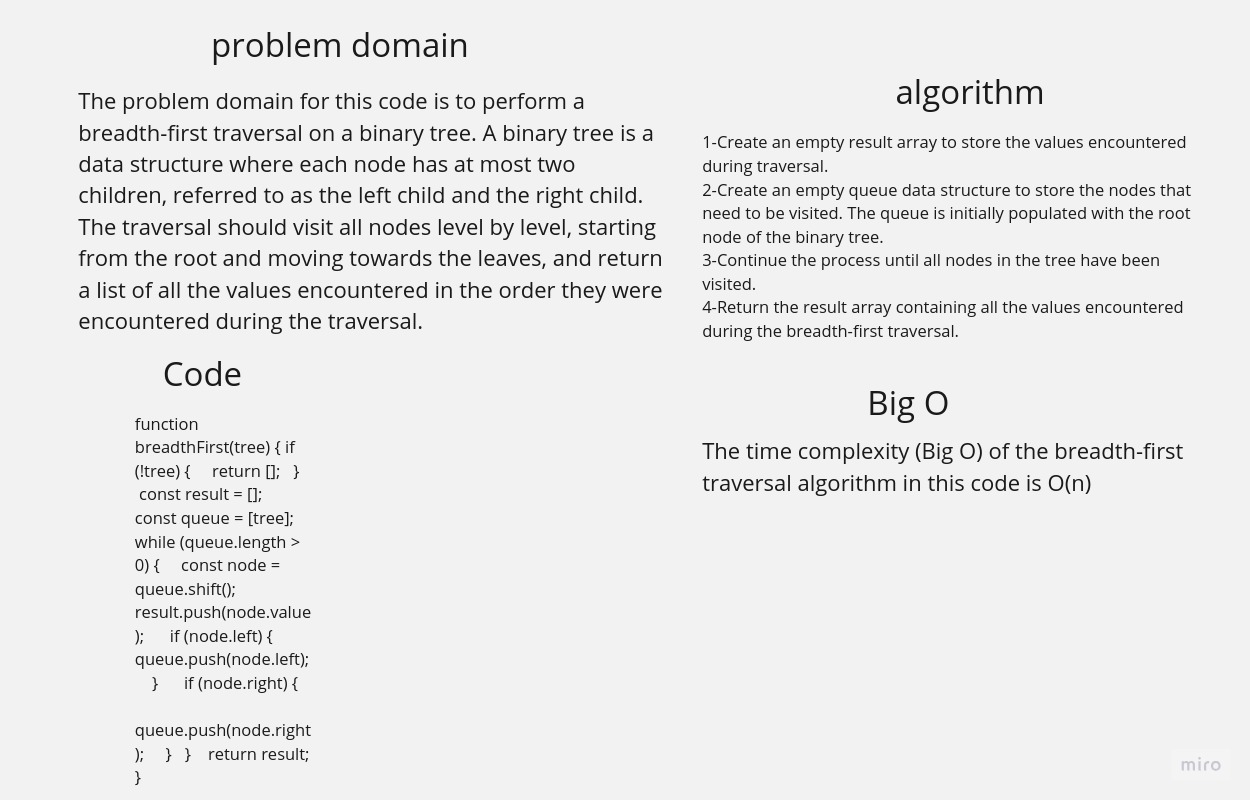 problem domain
The problem domain for this code is to perform a
breadth-first traversal on a binary tree. A binary tree is a
data structure where each node has at most two
children, referred to as the left child and the right child.
The traversal should visit all nodes level by level, starting
from the root and moving towards the leaves, and return
a list of all the values encountered in the order they were
encountered during the traversal.
Code
function
breadthFirst(tree) { if
(!tree) {     return [];   }
 const result = [];
const queue = [tree];
while (queue.length >
0) {     const node =
queue.shift();
result.push(node.value
);      if (node.left) {
queue.push(node.left);
    }      if (node.right) {
queue.push(node.right
);     }   }    return result;
}
algorithm
1-Create an empty result array to store the values encountered
during traversal.
2-Create an empty queue data structure to store the nodes that
need to be visited. The queue is initially populated with the root
node of the binary tree.
3-Continue the process until all nodes in the tree have been
visited.
4-Return the result array containing all the values encountered
during the breadth-first traversal.
Big O
The time complexity (Big O) of the breadth-first
traversal algorithm in this code is O(n)
miro